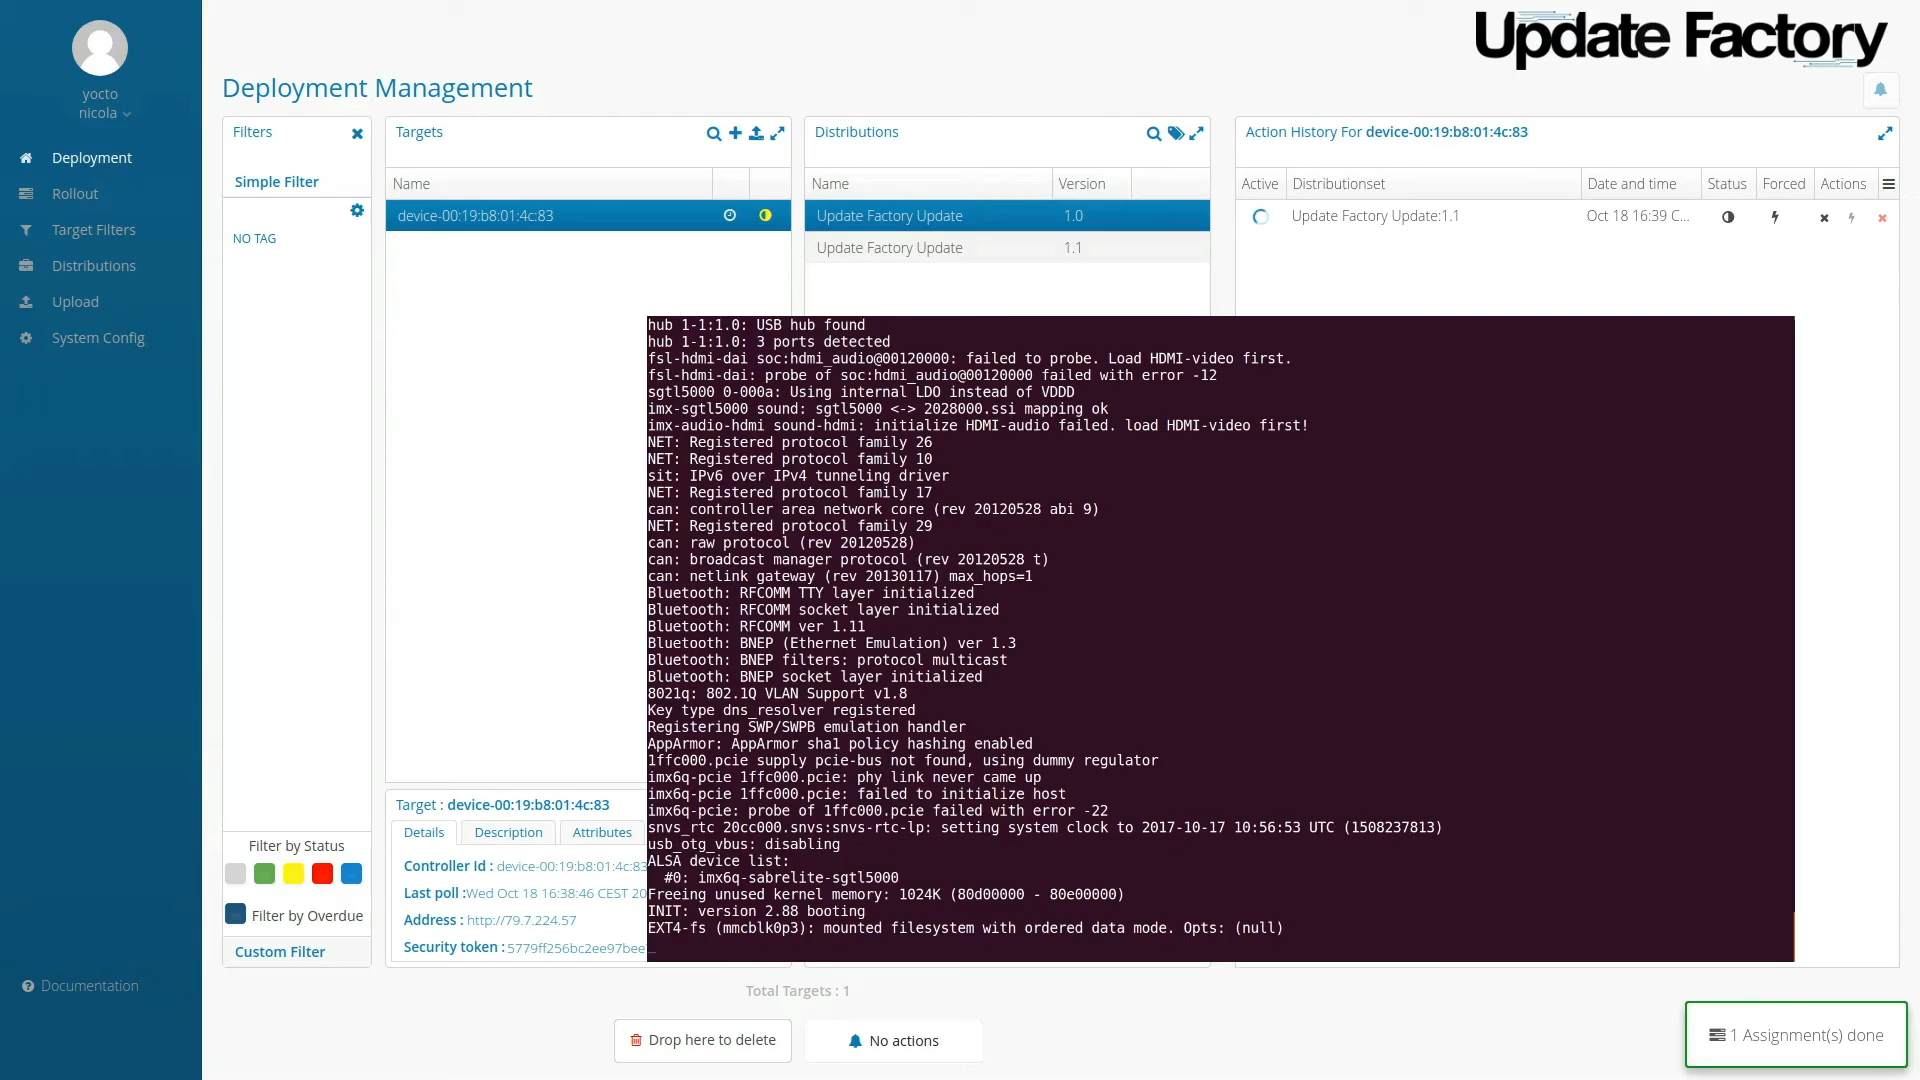 Update Factory
yocto
nicola
Deployment
Rollout
Target Filters
Distributions
Upload
System Config
Documentation
Deployment Management
Filters
Simple Filter
NO TAG
Filter by Status
Filter by Overdue
Custom Filter
Targets
Name
device-00:19:b8:01:4c:83
Distributions
Name Version
Update Factory Update 1.0
Update Factory Update 1.1
Action History For device-00:19:b8:01:4c:83
Active Distributionset Date and time Status Forced Actions
Update Factory Update:1.1 Oct 18 16:39 C...
hub 1-1:1.0: USB hub found
hub 1-1:1.0: 3 ports detected
fsl-hdmi-dai soc:hdmi_audio@00120000: failed to probe. Load HDMI-video first.
fsl-hdmi-dai: probe of soc:hdmi_audio@00120000 failed with error -12
sgtl5000 0-000a: Using internal LDO instead of VDDD
imx-sgtl5000 sound: sgtl5000 <-> 2028000.ssi mapping ok
imx-audio-hdmi sound-hdmi: initialize HDMI-audio failed. load HDMI-video first!
NET: Registered protocol family 26
NET: Registered protocol family 10
sit: IPv6 over IPv4 tunneling driver
NET: Registered protocol family 17
can: controller area network core (rev 20120528 abi 9)
NET: Registered protocol family 29
can: raw protocol (rev 20120528)
can: broadcast manager protocol (rev 20120528 t)
can: netlink gateway (rev 20130117) max_hops=1
Bluetooth: RFCOMM TTY layer initialized
Bluetooth: RFCOMM socket layer initialized
Bluetooth: RFCOMM ver 1.11
Bluetooth: BNEP (Ethernet Emulation) ver 1.3
Bluetooth: BNEP filters: protocol multicast
Bluetooth: BNEP socket layer initialized
8021q: 802.1Q VLAN Support v1.8
Key type dns_resolver registered
Registering SWP/SWPB emulation handler
AppArmor: AppArmor sha1 policy hashing enabled
1ffc000.pcie supply pcie-bus not found, using dummy regulator
imx6q-pcie 1ffc000.pcie: phy link never came up
imx6q-pcie 1ffc000.pcie: failed to initialize host
imx6q-pcie: probe of 1ffc000.pcie failed with error -22
snvs_rtc 20cc000.snvs:snvs-rtc-lp: setting system clock to 2017-10-17 10:56:53 UTC (1508237813)
usb_otg_vbus: disabling
ALSA device list:
#0: imx6q-sabrelite-sgtl5000
Freeing unused kernel memory: 1024K (80d00000 - 80e00000)
INIT: version 2.88 booting
EXT4-fs (mmcblk0p3): mounted filesystem with ordered data mode. Opts: (null)
Target : device-00:19:b8:01:4c:83
Details Description Attributes
Controller Id : device-00:19:b8:01:4c:83
Last poll :Wed Oct 18 16:38:46 CEST 20
Address : http://79.7.224.57
Security token : 5779ff256bc2ee97bee
Total Targets : 1
Drop here to delete
No actions
1 Assignment(s) done